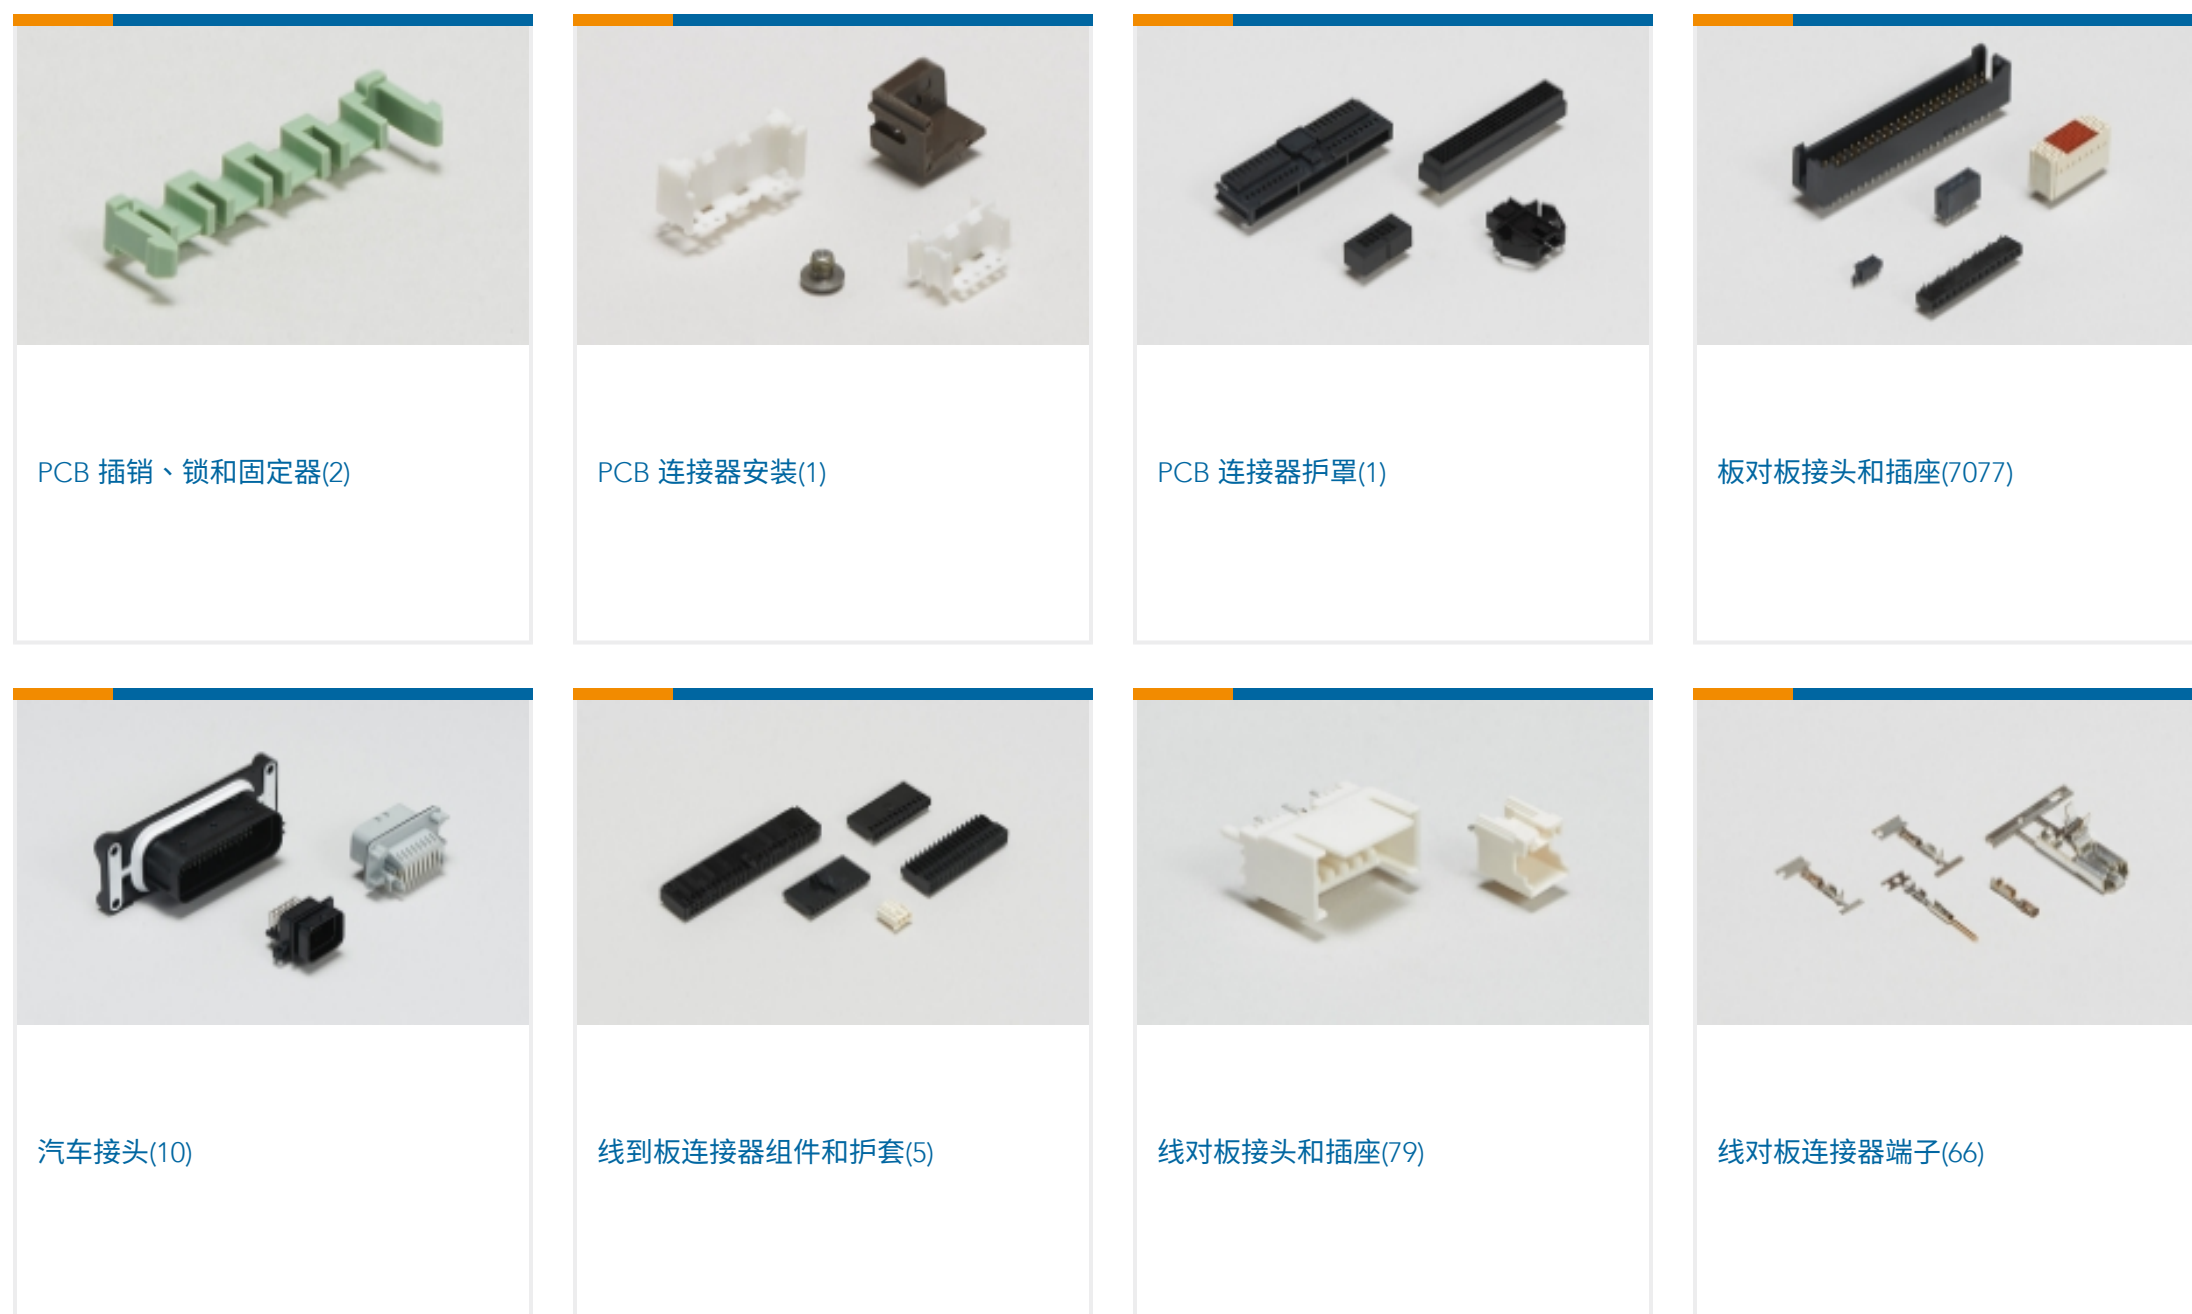 PCB 插销、锁和固定器(2)
PCB 连接器安装(1)
PCB 连接器护罩(1)
板对板接头和插座(7077)
汽车接头(10)
线到板连接器组件和护套(5)
线对板接头和插座(79)
线对板连接器端子(66)